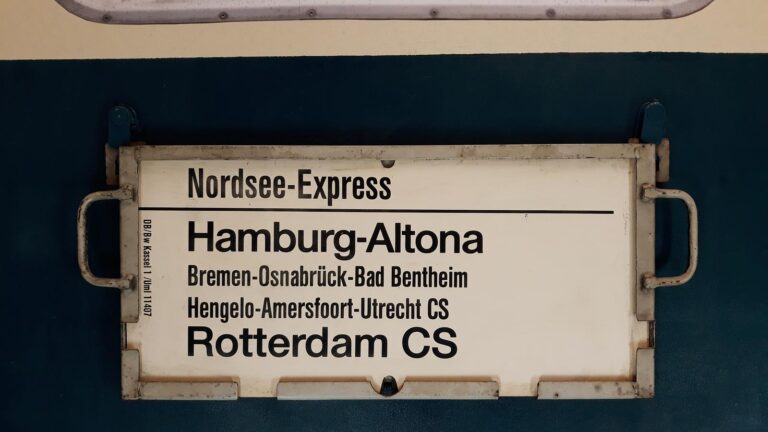 Nordsee-Express
Hamburg-Altona
Bremen-Osnabrück-Bad Bentheim
Hengelo-Amersfoort-Utrecht CS
Rotterdam CS
DB/Bw Kassel 1 /Uml 11407